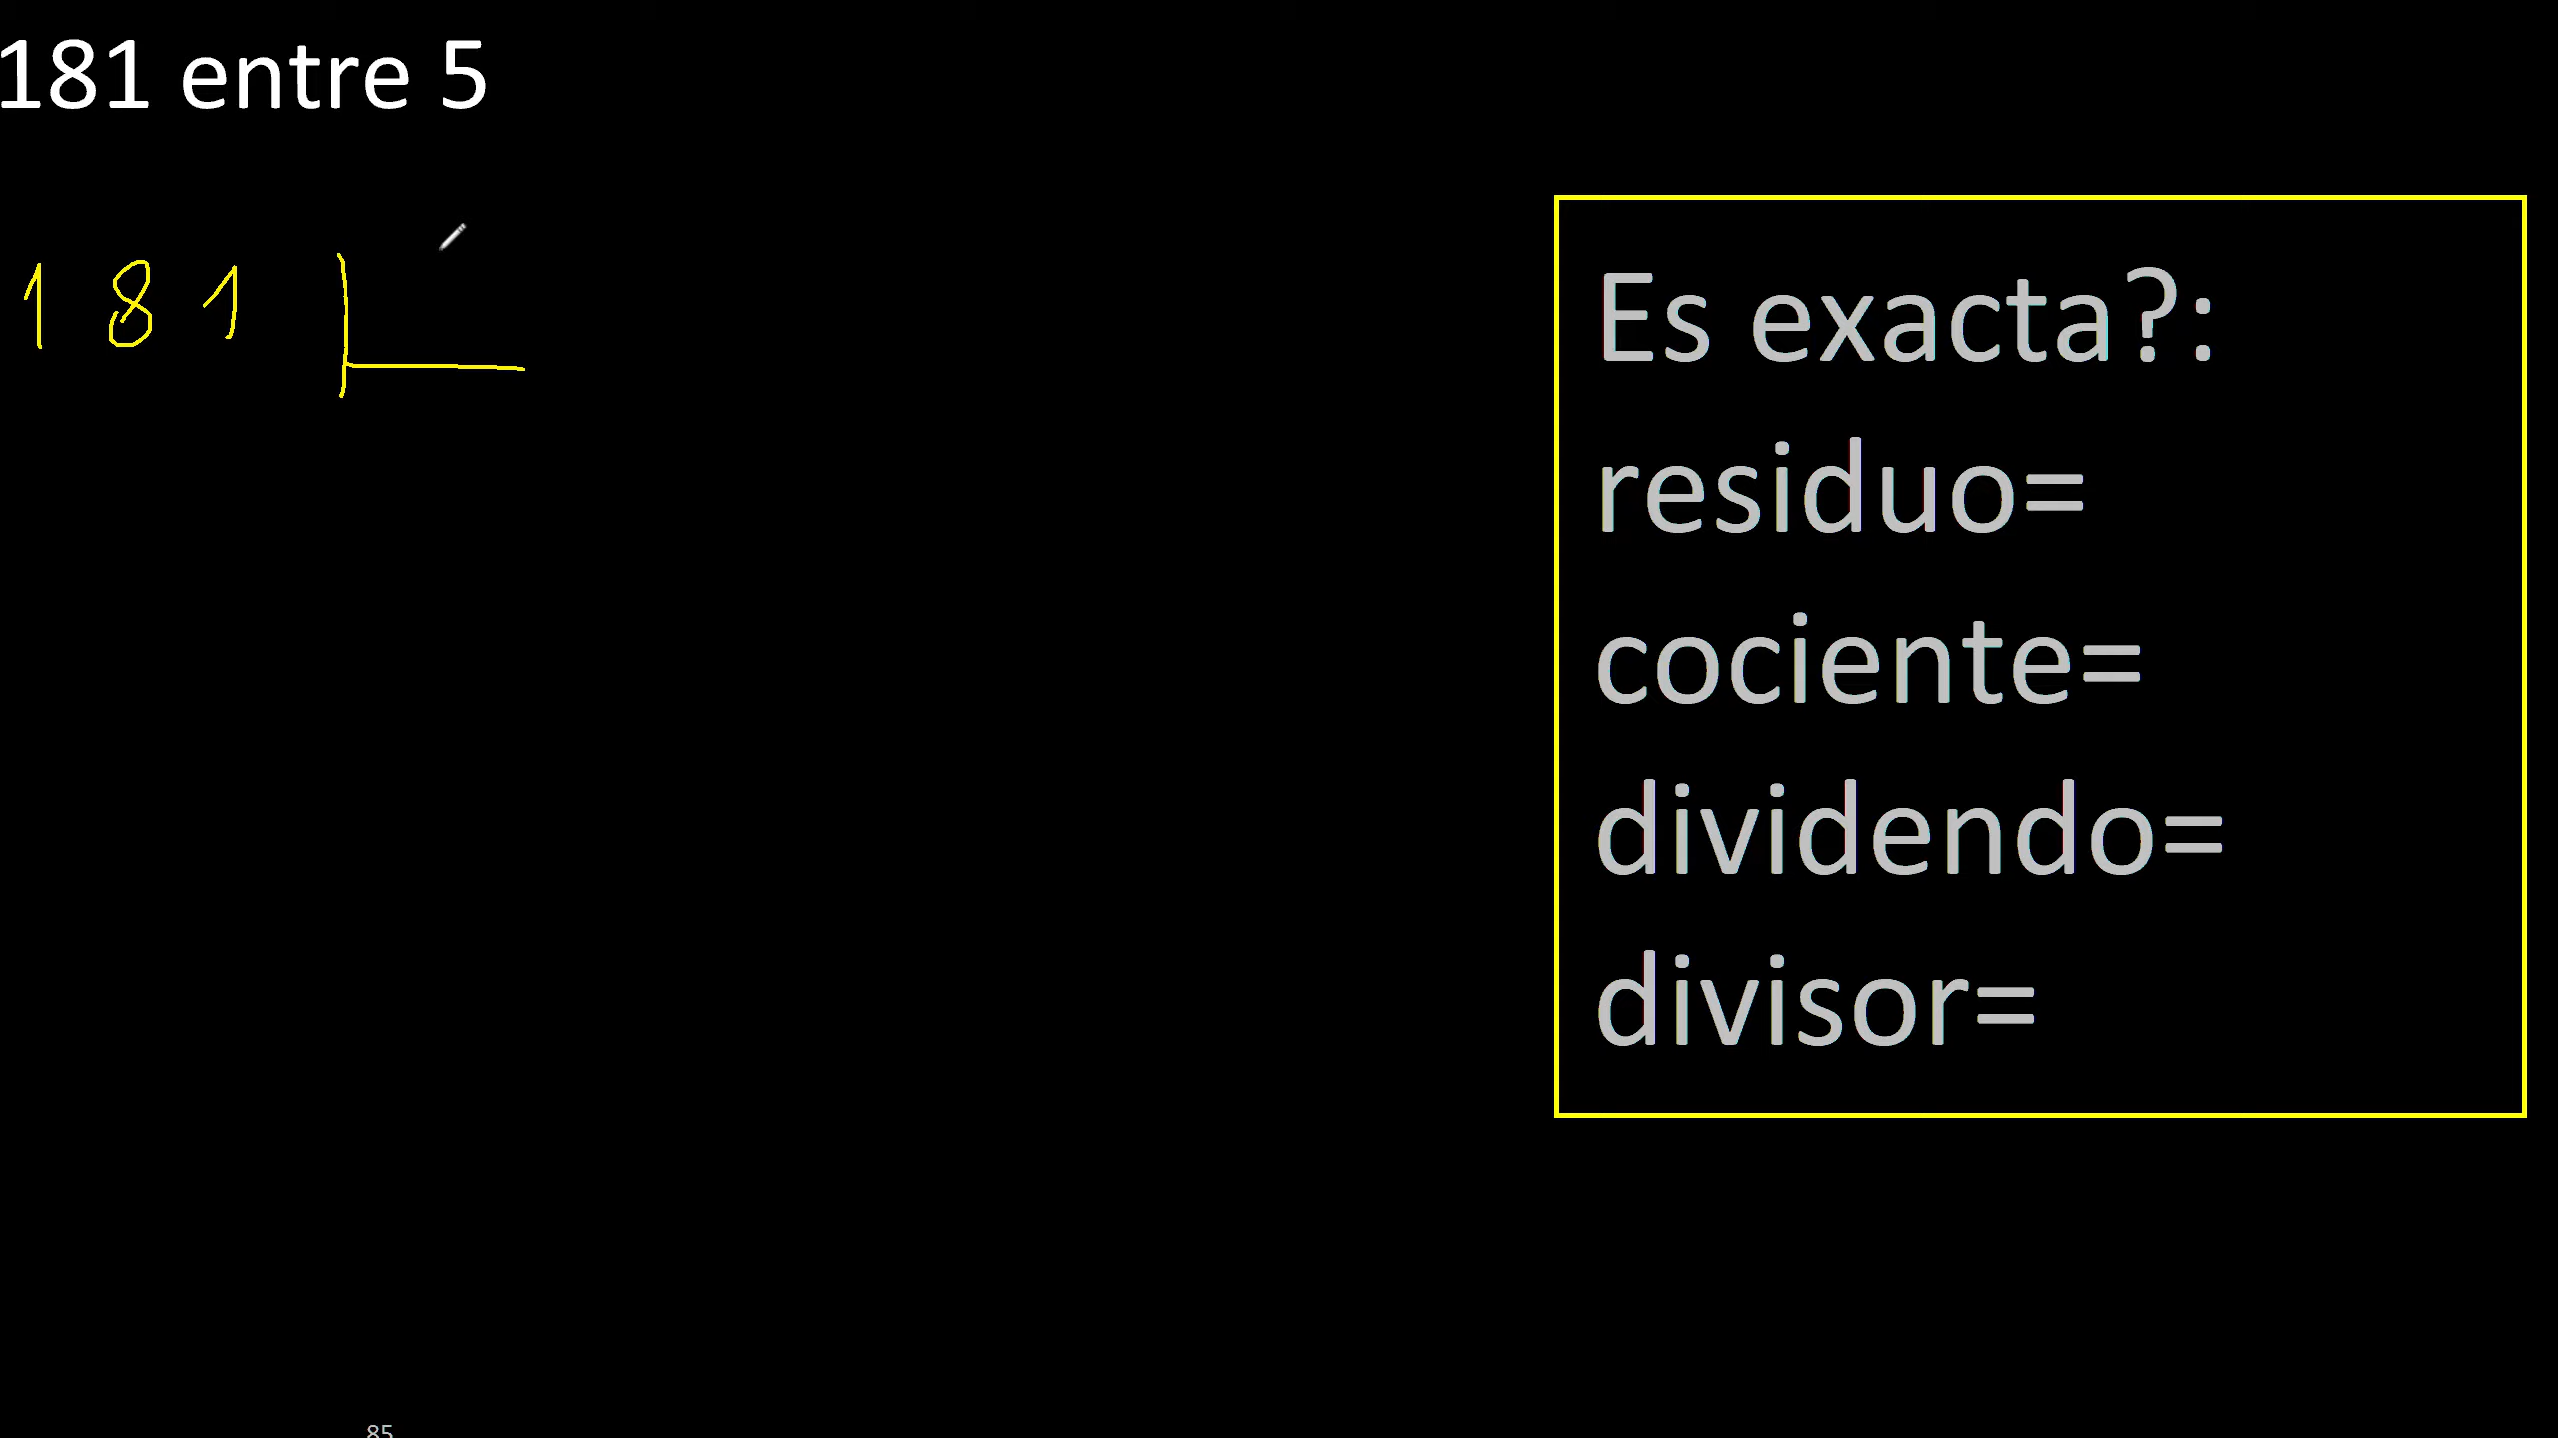 181 entre 5
1 8 1
Es exacta?:
residuo=
cociente=
dividendo=
divisor=
85